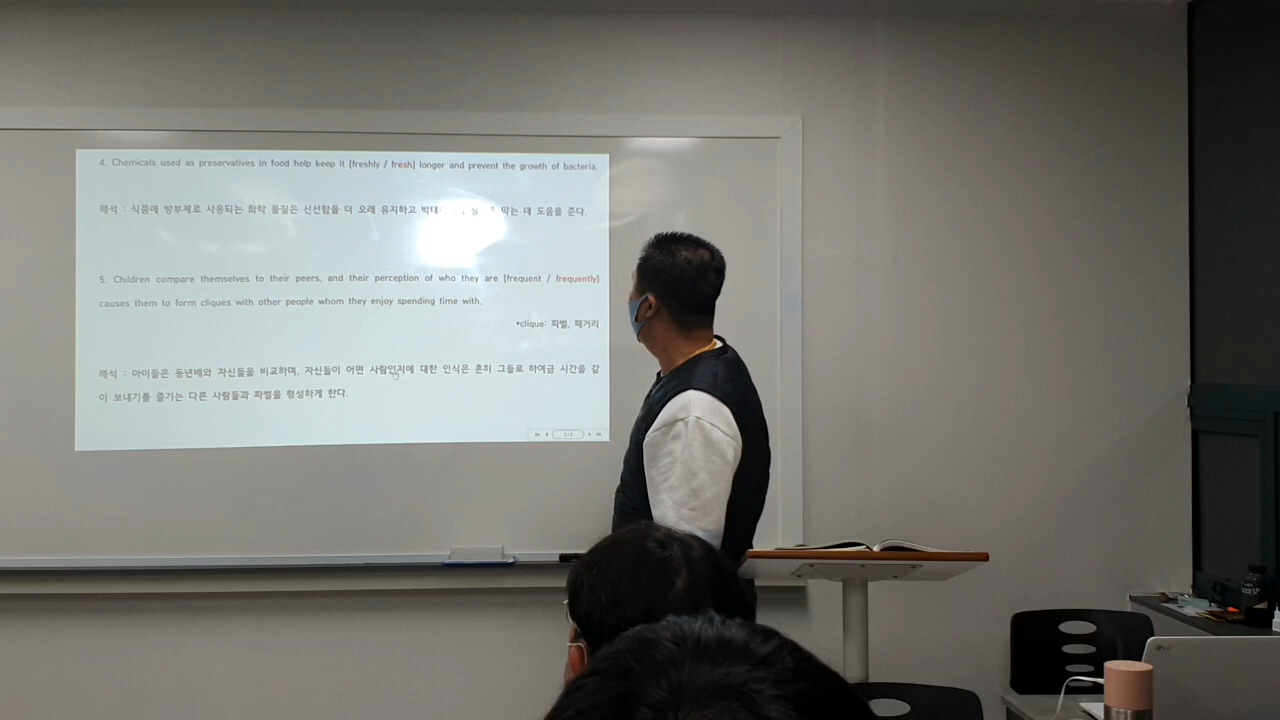 4. Chemicals used as preservatives in food help keep it [freshly / fresh] longer and prevent the growth of bacteria.
해석 : 식품에 방부제로 사용되는 화학 물질은 신선함을 더 오래 유지하고 막는 데 도움을 준다.
5. Children compare themselves to their peers, and their perception of who they are [frequent / frequently]
causes them to form cliques with other people whom they enjoy spending time with.
*clique: 파벌, 패거리
해석 : 아이들은 동년배와 자신들을 비교하며, 자신들이 어떤 사람인지에 대한 인식은 흔히 그들로 하여금 시간을 같
이 보내기를 즐기는 다른 사람들과 파벌을 형성하게 한다.
LG